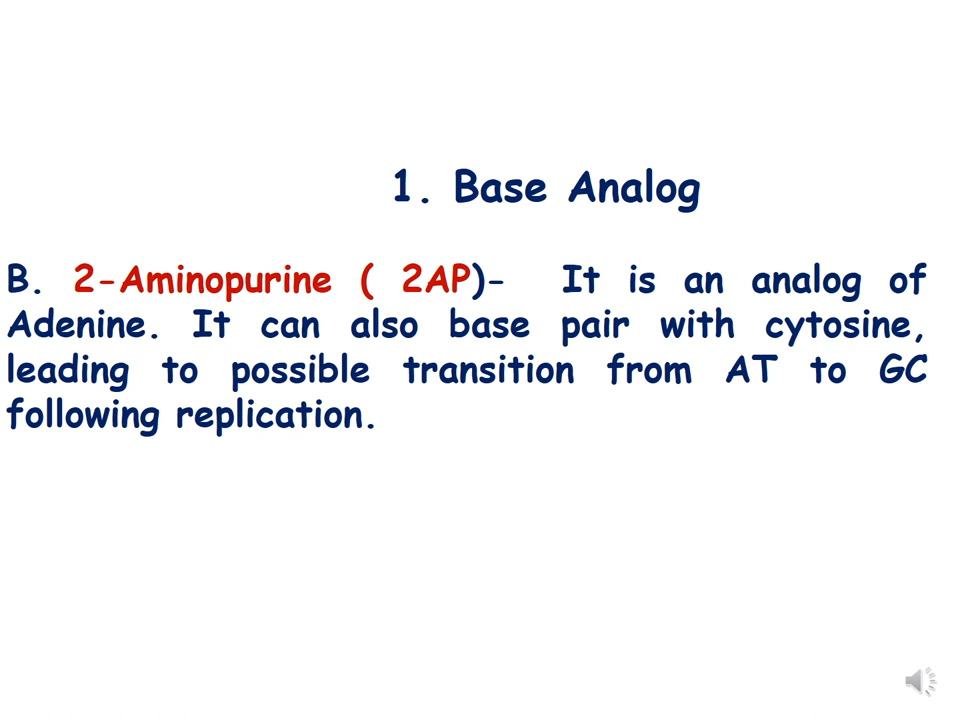 1. Base Analog
B. 2-Aminopurine ( 2AP)- It is an analog of
Adenine. It can also base pair with cytosine,
leading to possible transition from AT to GC
following replication.